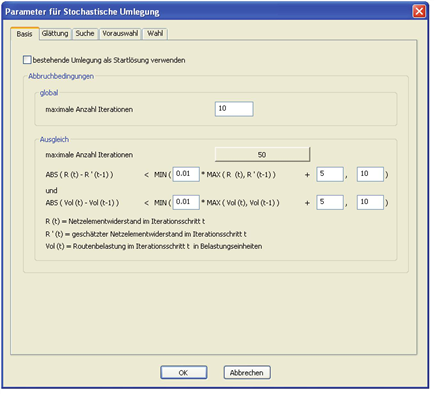 Parameter für Stochastische Umlegung
Basis Glättung Suche Vorauswahl Wahl
bestehende Umlegung als Startlösung verwenden
Abbruchbedingungen
global
maximale Anzahl Iterationen 10
Ausgleich
maximale Anzahl Iterationen 50
ABS ( R (t) - R ' (t-1) ) < MIN ( 0.01 * MAX ( R (t), R ' (t-1) ) + 5 , 10 )
und
ABS ( Vol (t) - Vol (t-1) ) < MIN ( 0.01 * MAX ( Vol (t), Vol (t-1) ) + 5 , 10 )
R (t) = Netzelementwiderstand im Iterationsschritt t
R ' (t) = geschätzter Netzelementwiderstand im Iterationsschritt t
Vol (t) = Routenbelastung im Iterationsschritt t in Belastungseinheiten
OK Abbrechen